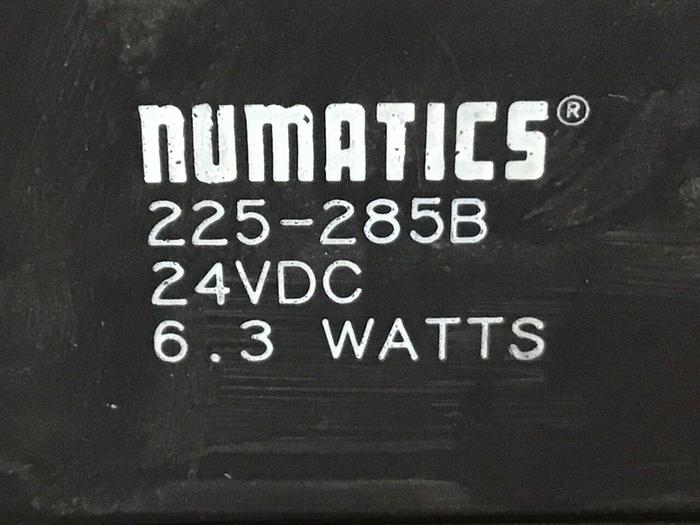 NUMATICS®
225-285B
24VDC
6.3 WATTS